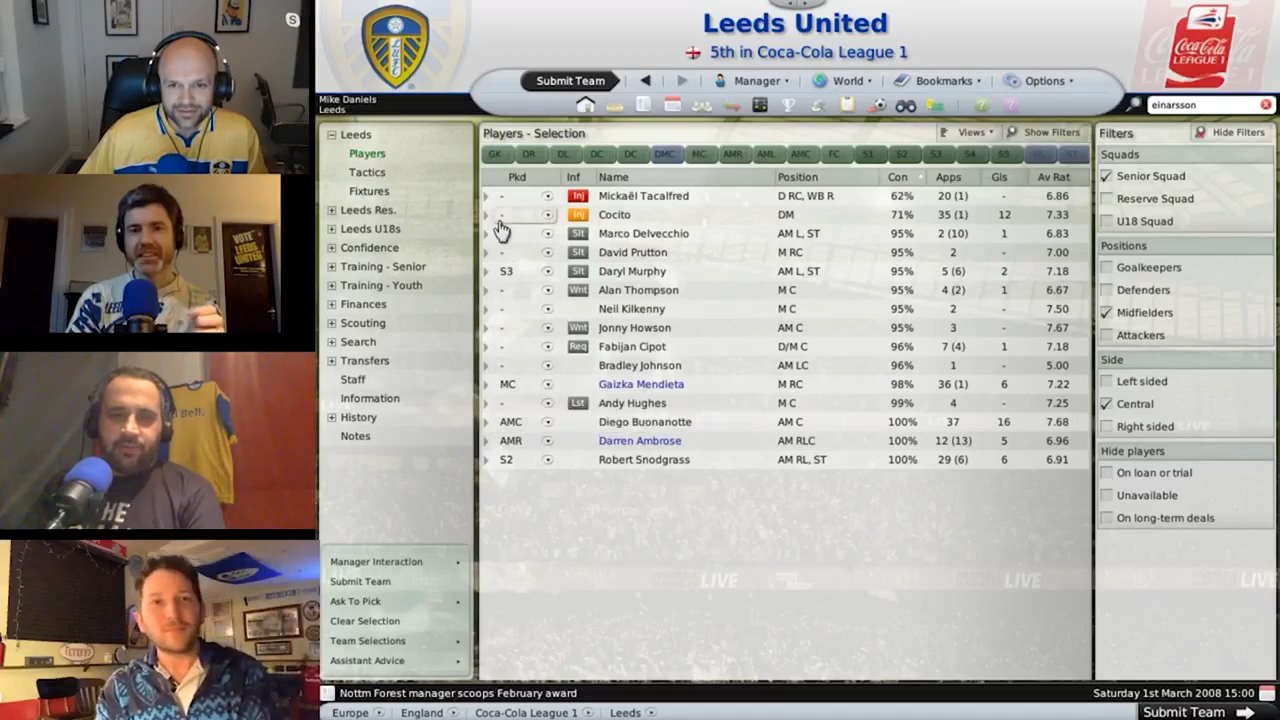 Leeds United
5th in Coca-Cola League 1
Coca-Cola
LEAGUE 1
Submit Team
Manager
World
Bookmarks
Options
Mike Daniels
Leeds
einarsson
VOTE
LEEDS
UNITED
Bell.
THE
TETLEY'S
Leeds
Players
Tactics
Fixtures
Leeds Res.
Leeds U18s
Confidence
Training - Senior
Training - Youth
Finances
Scouting
Search
Transfers
Staff
Information
History
Notes
Manager Interaction
Submit Team
Ask To Pick
Clear Selection
Team Selections
Assistant Advice
Players - Selection
Views
Show Filters
GK DR DL DC DC DMC MC AMR AML AMC FC S1 S2 S3 S4 S5
Pkd Inf Name Position Con Apps Gls Av Rat
- Inj Mickaël Tacalfred D RC, WB R 62% 20 (1) - 6.86
- Inj Cocito DM 71% 35 (1) 12 7.33
- Slt Marco Delvecchio AM L, ST 95% 2 (10) 1 6.83
- Slt David Prutton M RC 95% 2 - 7.00
S3 Slt Daryl Murphy AM L, ST 95% 5 (6) 2 7.18
- Wnt Alan Thompson M C 95% 4 (2) 1 6.67
- Neil Kilkenny M C 95% 2 - 7.50
- Wnt Jonny Howson AM C 95% 3 - 7.67
- Req Fabijan Cipot D/M C 96% 7 (4) 1 7.18
- Bradley Johnson AM LC 96% 1 - 5.00
MC Gaizka Mendieta M RC 98% 36 (1) 6 7.22
- Lst Andy Hughes M C 99% 4 - 7.25
AMC Diego Buonanotte AM C 100% 37 16 7.68
AMR Darren Ambrose AM RLC 100% 12 (13) 5 6.96
S2 Robert Snodgrass AM RL, ST 100% 29 (6) 6 6.91
LIVE
LIVE
LIVE
Filters
Hide Filters
Squads
Senior Squad
Reserve Squad
U18 Squad
Positions
Goalkeepers
Defenders
Midfielders
Attackers
Side
Left sided
Central
Right sided
Hide players
On loan or trial
Unavailable
On long-term deals
Nottm Forest manager scoops February award
Saturday 1st March 2008 15:00
Europe
England
Coca-Cola League 1
Leeds
Submit Team